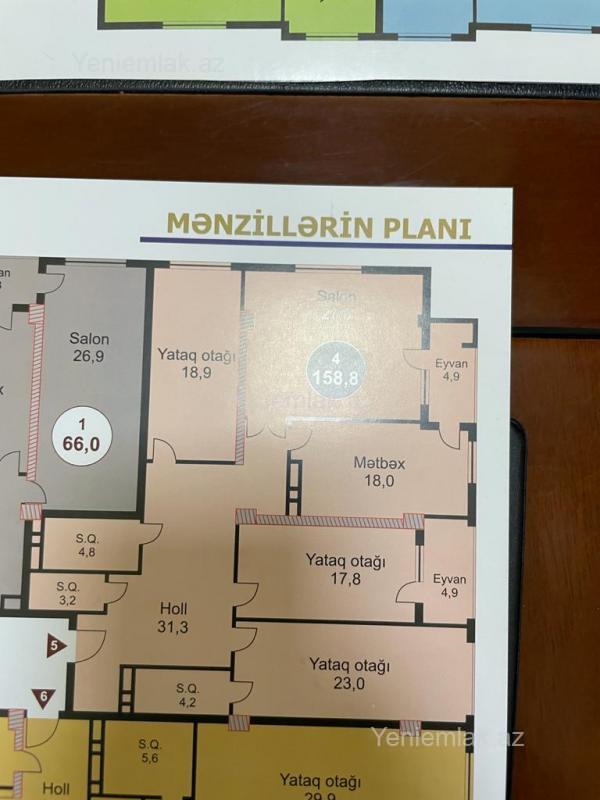 Yeniemlak.az
MƏNZİLLƏRİN PLANI
Salon
26,9
1
66,0
Yataq otağı
18,9
Salon
4
158,8
Eyvan
4,9
Mətbəx
18,0
S.Q.
4,8
S.Q.
3,2
Yataq otağı
17,8
Eyvan
4,9
Holl
31,3
5
6
S.Q.
4,2
Yataq otağı
23,0
Yeniemlak.az
Holl
S.Q.
5,6
Yataq otağı
29,9